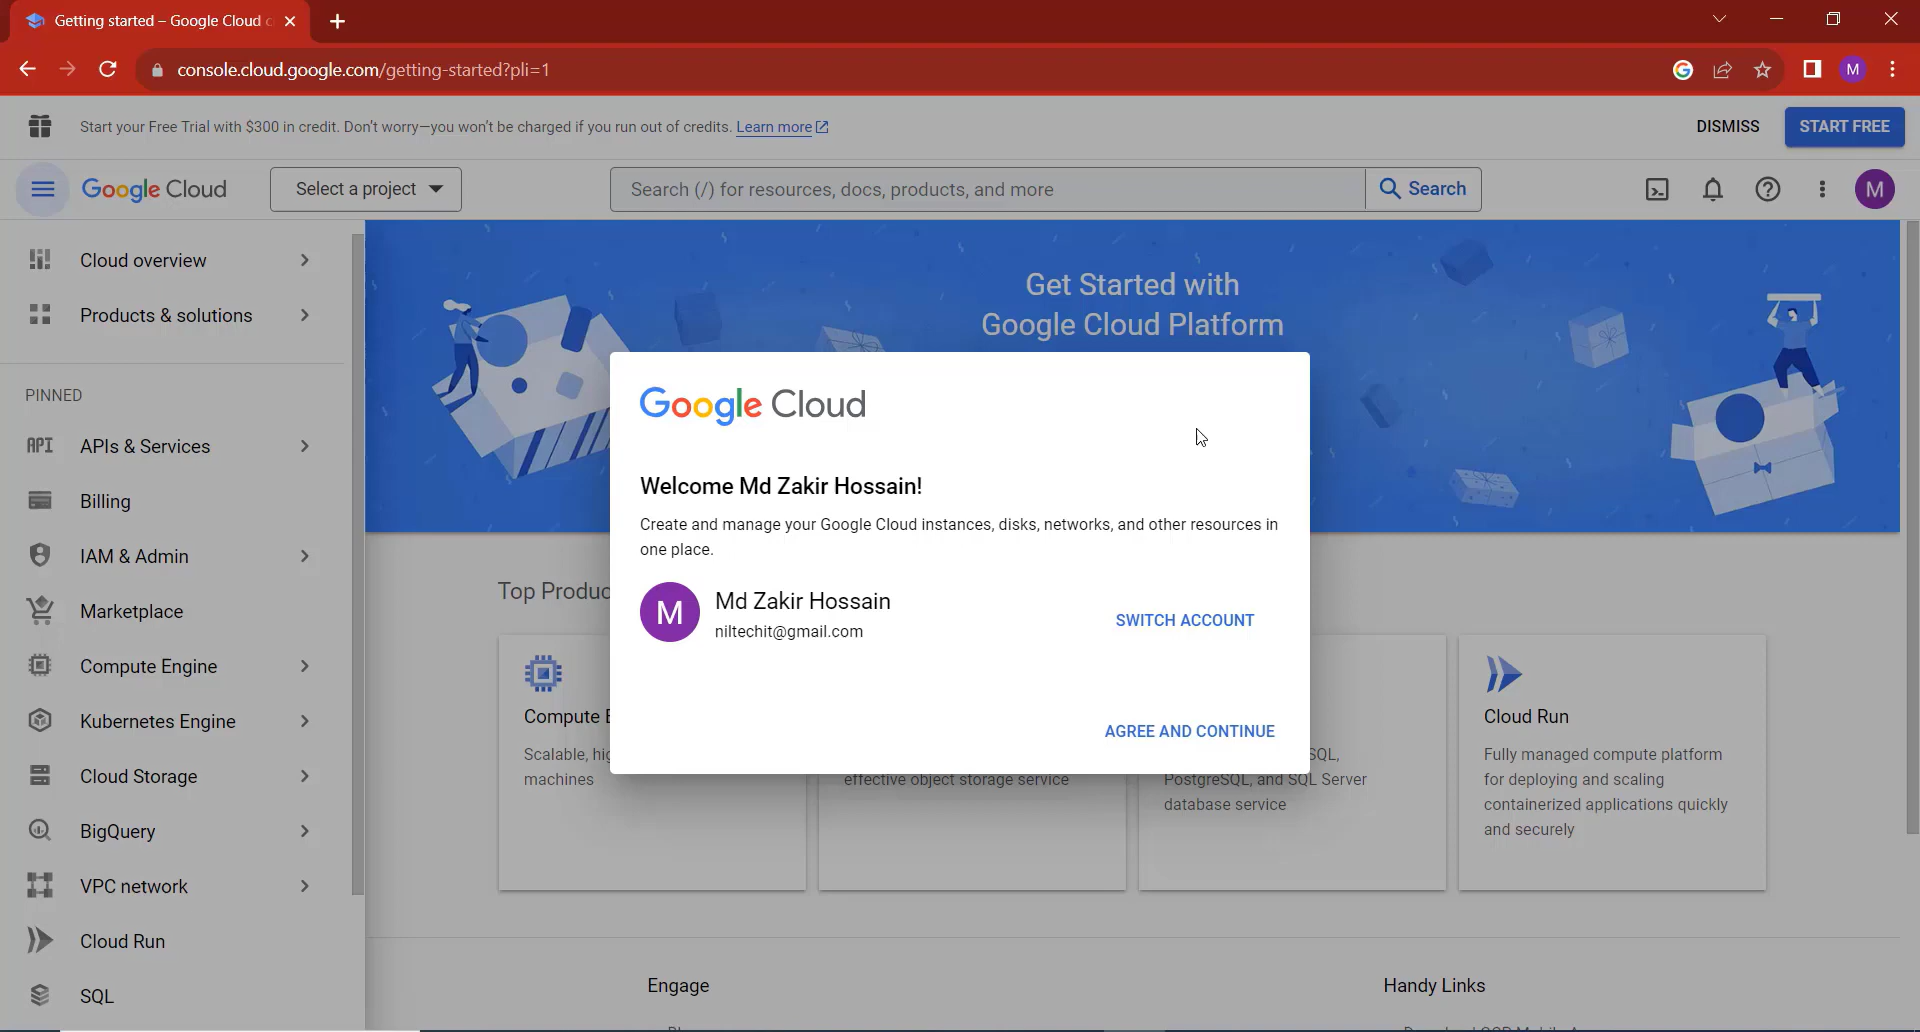 Getting started – Google Cloud
console.cloud.google.com/getting-started?pli=1
M
Start your Free Trial with $300 in credit. Don't worry—you won't be charged if you run out of credits. Learn more
DISMISS
START FREE
Google Cloud
Select a project
Search (/) for resources, docs, products, and more
Search
M
Cloud overview
Products & solutions
PINNED
API APIs & Services
Billing
IAM & Admin
Marketplace
Compute Engine
Kubernetes Engine
Cloud Storage
BigQuery
VPC network
Cloud Run
SQL
Get Started with
Google Cloud Platform
Google Cloud
Welcome Md Zakir Hossain!
Create and manage your Google Cloud instances, disks, networks, and other resources in
one place.
M
Md Zakir Hossain
niltechit@gmail.com
SWITCH ACCOUNT
AGREE AND CONTINUE
Top
Compute
Scalable,
machines
effective object storage service
SQL,
PostgreSQL, and SQL Server
database service
Cloud Run
Fully managed compute platform
for deploying and scaling
containerized applications quickly
and securely
Engage
Handy Links